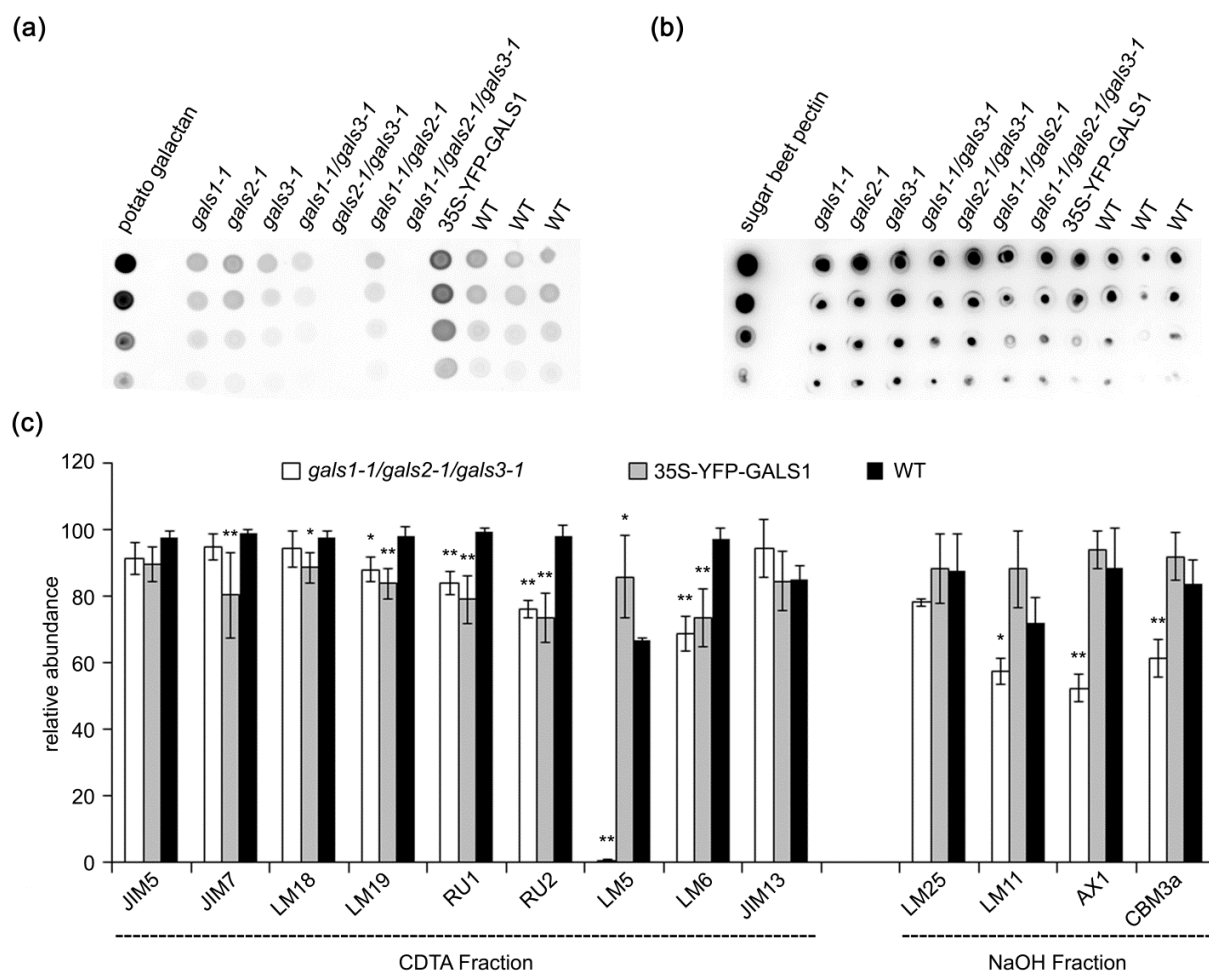 (a)
potato galactan
gals1-1
gals2-1
gals3-1
gals1-1/gals3-1
gals2-1/gals3-1
gals1-1/gals2-1
gals1-1/gals2-1/gals3-1
35S-YFP-GALS1
WT
WT
WT
(b)
sugar beet pectin
gals1-1
gals2-1
gals3-1
gals1-1/gals3-1
gals2-1/gals3-1
gals1-1/gals2-1
gals1-1/gals2-1/gals3-1
35S-YFP-GALS1
WT
WT
WT
(c)
relative abundance
120
100
80
60
40
20
0
gals1-1/gals2-1/gals3-1
35S-YFP-GALS1
WT
**
*
*
**
**
**
**
**
**
*
**
**
*
**
**
JIM5
JIM7
LM18
LM19
RU1
RU2
LM5
LM6
JIM13
LM25
LM11
AX1
CBM3a
CDTA Fraction
NaOH Fraction